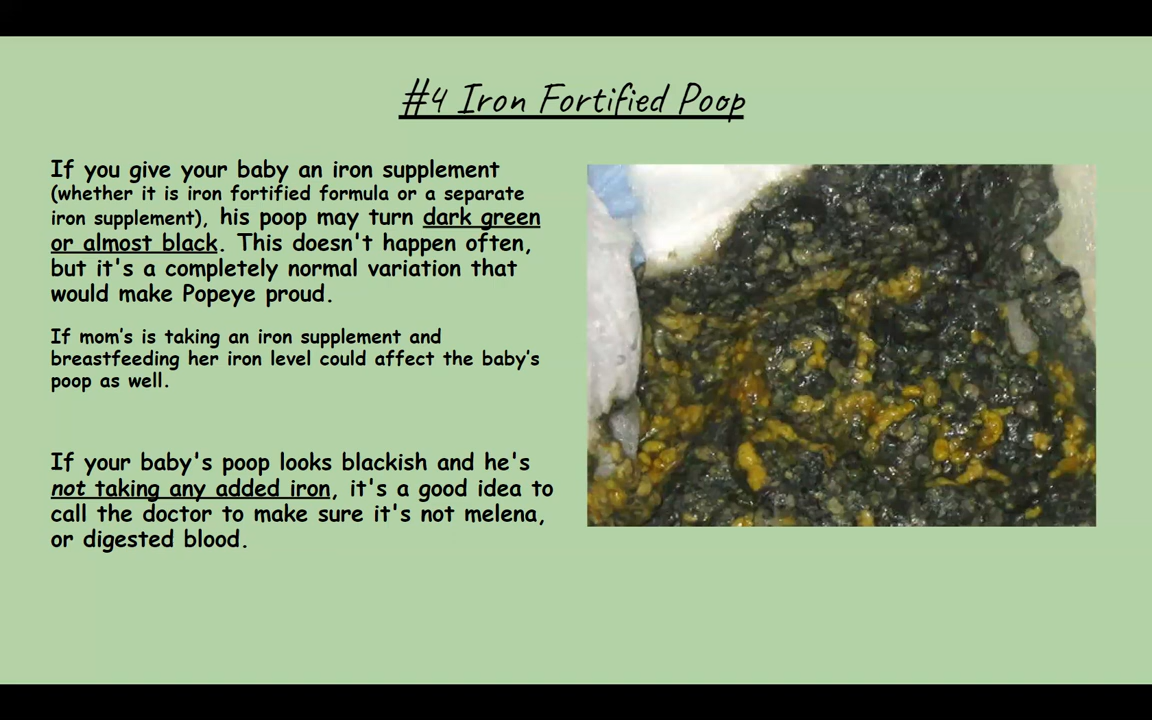 #4 Iron Fortified Poop
If you give your baby an iron supplement
(whether it is iron fortified formula or a separate
iron supplement), his poop may turn dark green
or almost black. This doesn't happen often,
but it's a completely normal variation that
would make Popeye proud.
If mom's is taking an iron supplement and
breastfeeding her iron level could affect the baby's
poop as well.
If your baby's poop looks blackish and he's
not taking any added iron, it's a good idea to
call the doctor to make sure it's not melena,
or digested blood.